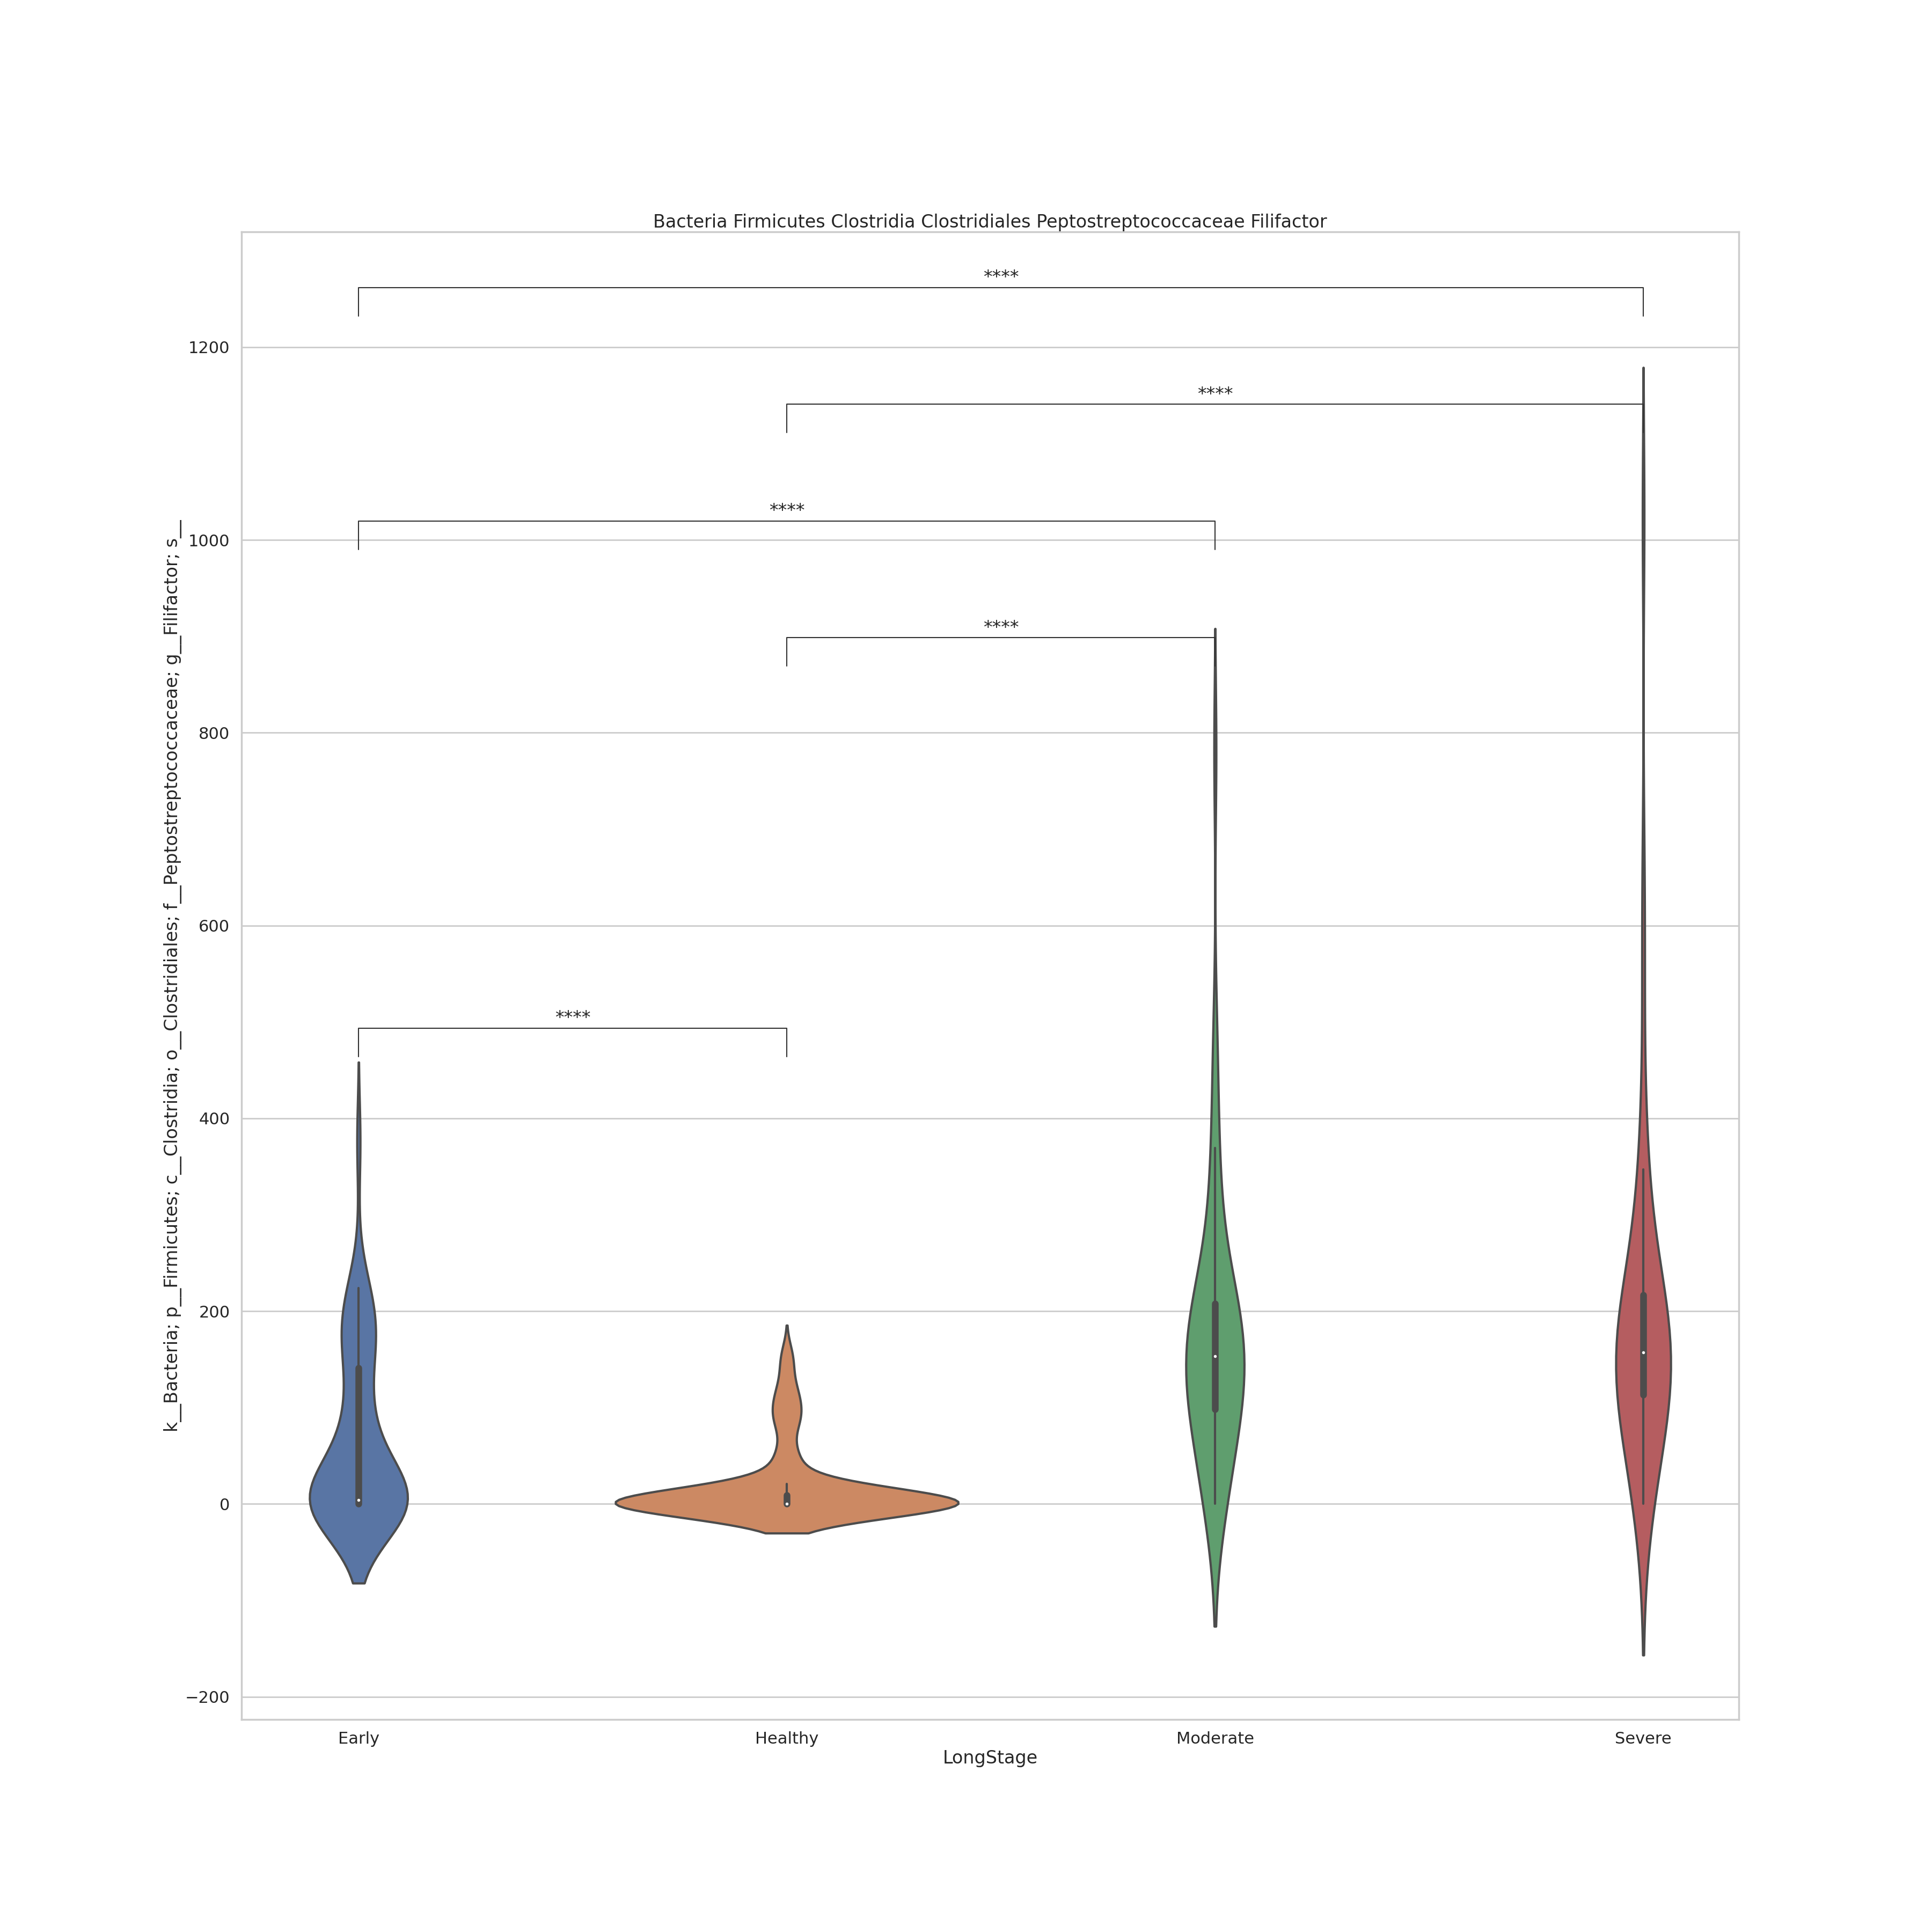 Bacteria Firmicutes Clostridia Clostridiales Peptostreptococcaceae Filifactor
k__Bacteria; p__Firmicutes; c__Clostridia; o__Clostridiales; f__Peptostreptococcaceae; g__Filifactor; s__
1200
1000
800
600
400
200
0
−200
****
****
****
****
****
Early
Healthy
Moderate
Severe
LongStage